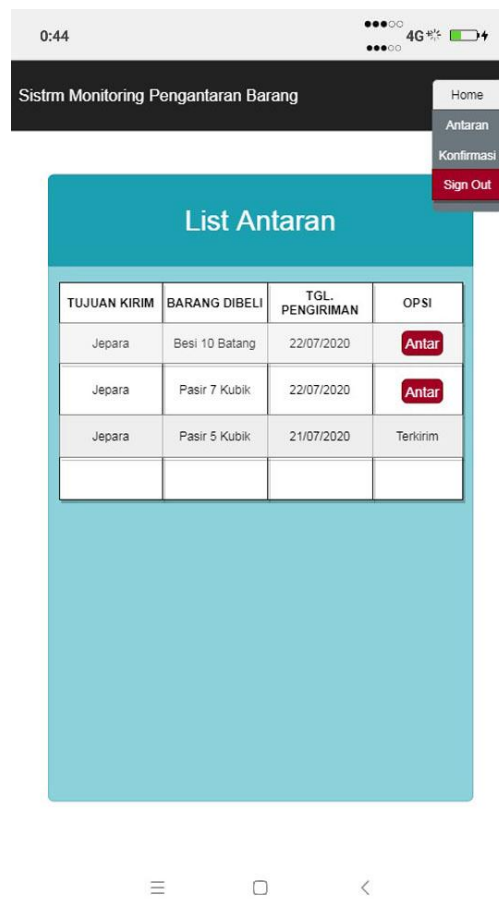 0:44
4G
Sistrm Monitoring Pengantaran Barang
Home
Antaran
Konfirmasi
Sign Out
List Antaran
TUJUAN KIRIM BARANG DIBELI TGL. PENGIRIMAN OPSI
Jepara Besi 10 Batang 22/07/2020 Antar
Jepara Pasir 7 Kubik 22/07/2020 Antar
Jepara Pasir 5 Kubik 21/07/2020 Terkirim